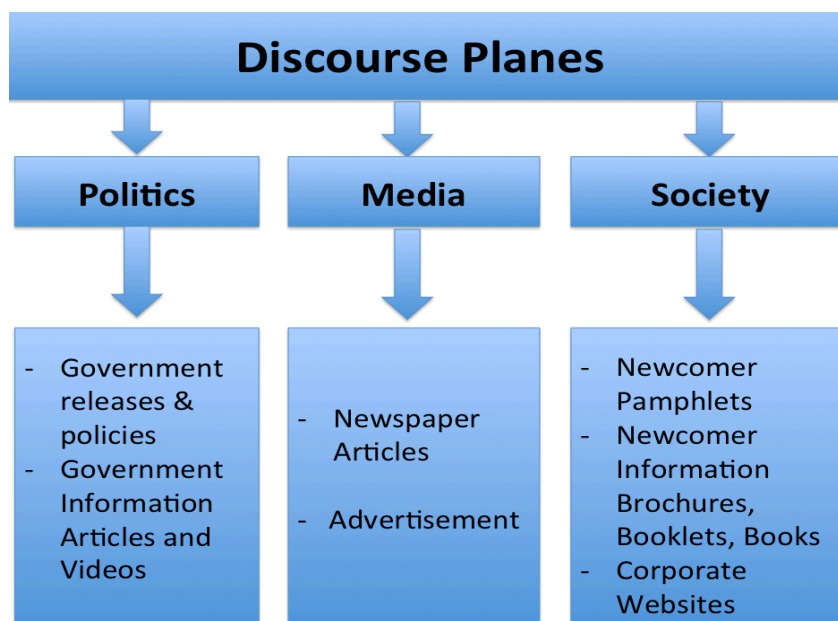 Discourse Planes
Politics
Media
Society
- Government
releases &
policies
- Government
Information
Articles and
Videos
- Newspaper
Articles
- Advertisement
- Newcomer
Pamphlets
- Newcomer
Information
Brochures,
Booklets, Books
- Corporate
Websites